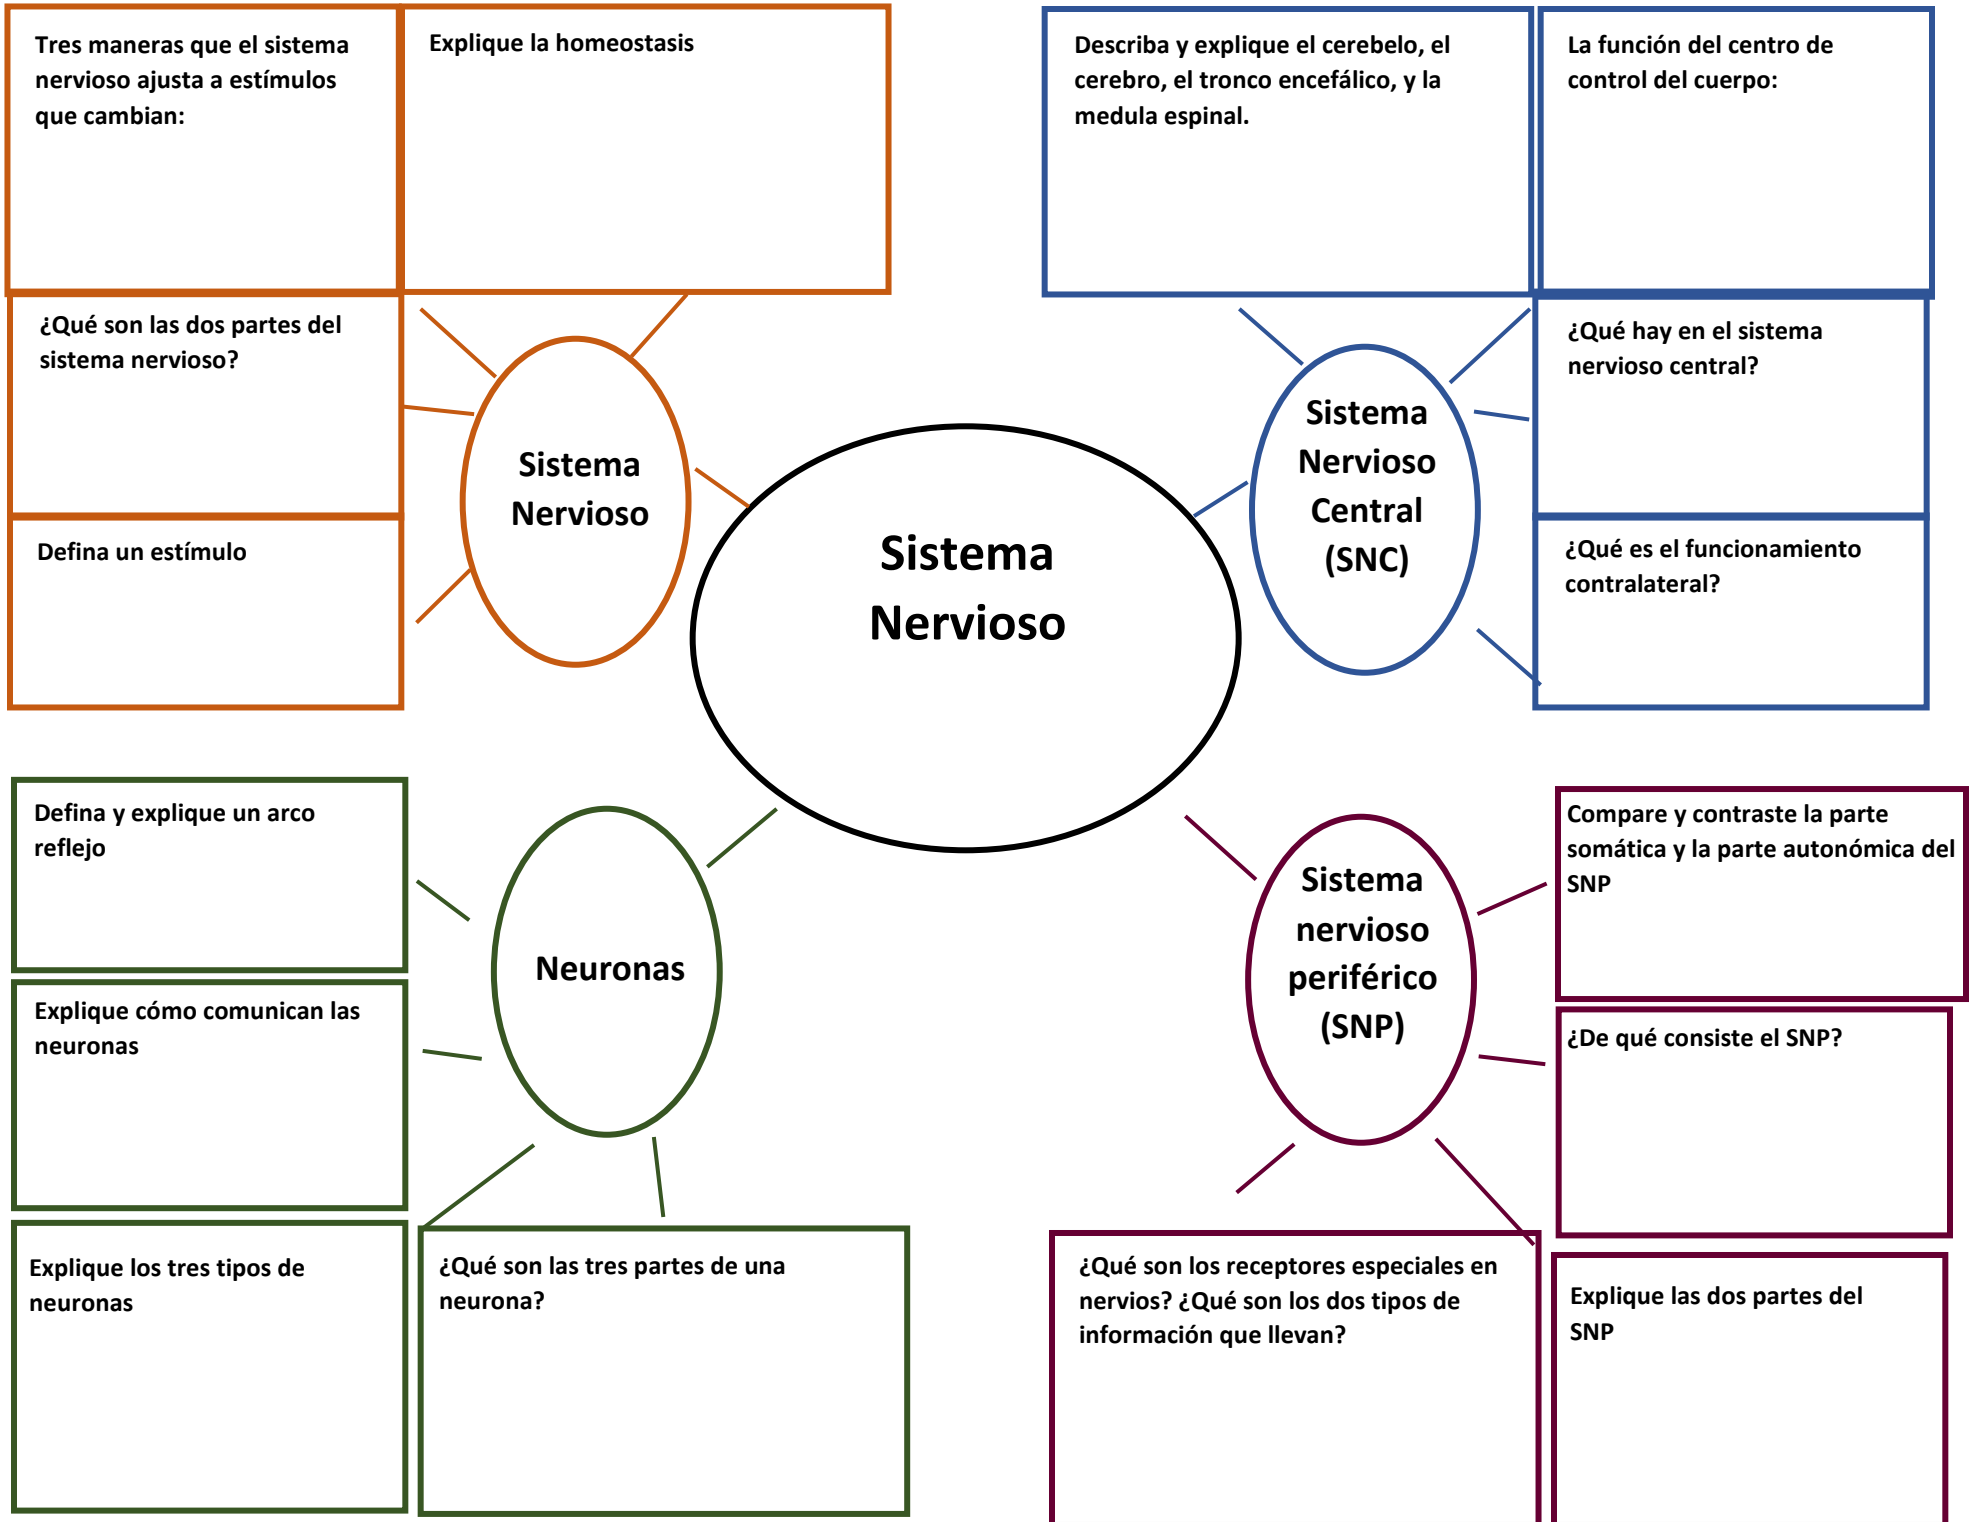 Tres maneras que el sistema
nervioso ajusta a estímulos
que cambian:
Explique la homeostasis
¿Qué son las dos partes del
sistema nervioso?
Defina un estímulo
Sistema
Nervioso
Describa y explique el cerebelo, el
cerebro, el tronco encefálico, y la
medula espinal.
La función del centro de
control del cuerpo:
¿Qué hay en el sistema
nervioso central?
¿Qué es el funcionamiento
contralateral?
Sistema
Nervioso
Central
(SNC)
Sistema
Nervioso
Defina y explique un arco
reflejo
Explique cómo comunican las
neuronas
Explique los tres tipos de
neuronas
¿Qué son las tres partes de una
neurona?
Neuronas
Sistema
nervioso
periférico
(SNP)
Compare y contraste la parte
somática y la parte autonómica del
SNP
¿De qué consiste el SNP?
¿Qué son los receptores especiales en
nervios? ¿Qué son los dos tipos de
información que llevan?
Explique las dos partes del
SNP